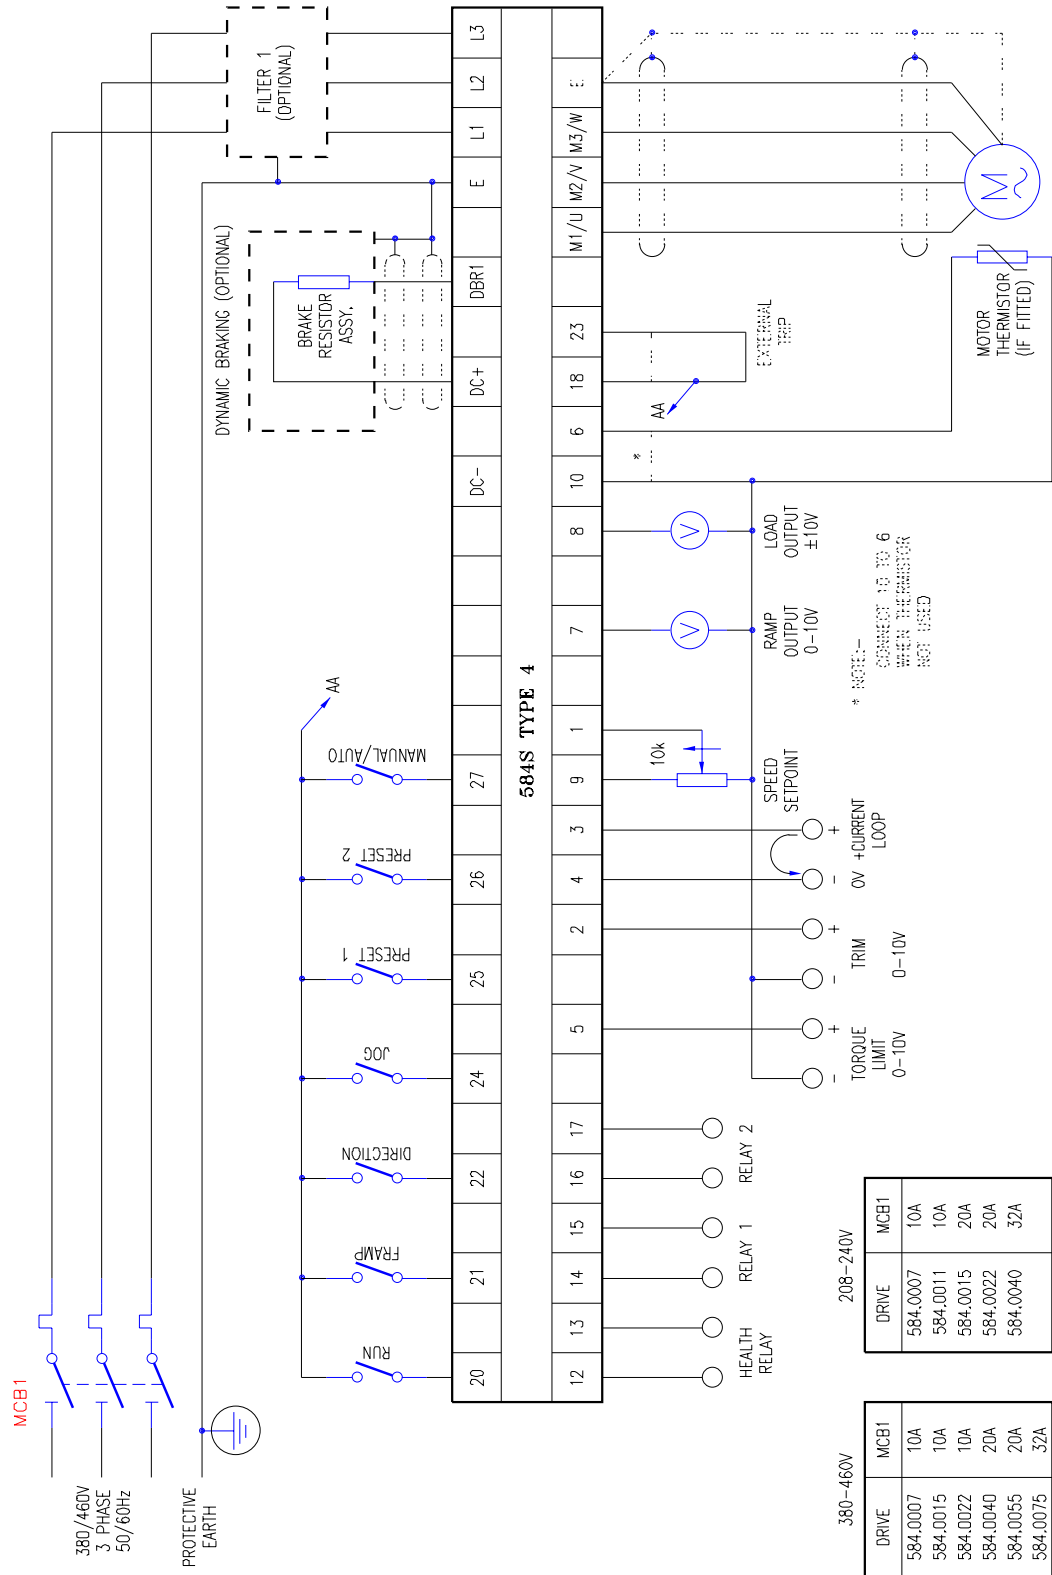 MCB1
380/460V
3 PHASE
50/60Hz
PROTECTIVE
EARTH
FILTER 1
(OPTIONAL)
DYNAMIC BRAKING (OPTIONAL)
BRAKE
RESISTOR
ASSY.
AA
RUN
FRAMP
DIRECTION
JOG
PRESET 1
PRESET 2
MANUAL/AUTO
20
21
22
24
25
26
27
DC-
DC+
DBR1
E
L1
L2
L3
584S TYPE 4
12
13
14
15
16
17
5
2
4
3
9
1
7
8
10
6
18
23
M1/U
M2/V
M3/W
E
HEALTH
RELAY
RELAY 1
RELAY 2
- +
TORQUE
LIMIT
0-10V
- +
TRIM
0-10V
- +
0V +CURRENT
LOOP
10k
SPEED
SETPOINT
V
RAMP
OUTPUT
0-10V
V
LOAD
OUTPUT
±10V
*
AA
EXTERNAL
TRIP
M
MOTOR
THERMISTOR
(IF FITTED)
* NOTE:-
CONNECT 10 TO 6
WHEN THERMISTOR
NOT USED
380-460V
DRIVE MCB1
584.0007 10A
584.0015 10A
584.0022 10A
584.0040 20A
584.0055 20A
584.0075 32A
208-240V
DRIVE MCB1
584.0007 10A
584.0011 10A
584.0015 20A
584.0022 20A
584.0040 32A